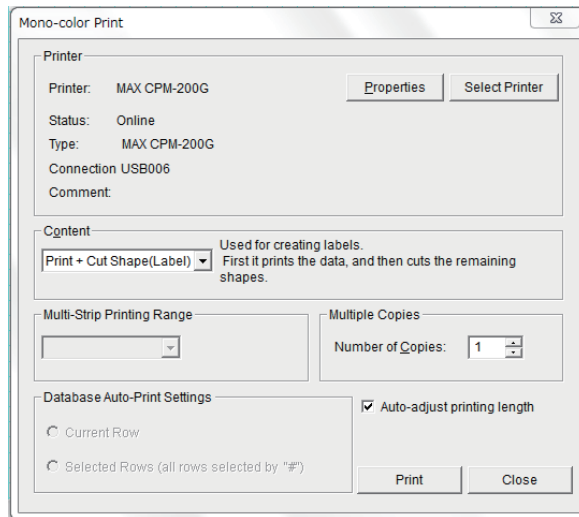 Mono-color Print
Printer
Printer: MAX CPM-200G
Properties
Select Printer
Status: Online
Type: MAX CPM-200G
Connection USB006
Comment:
Content
Print + Cut Shape(Label)
Used for creating labels.
First it prints the data, and then cuts the remaining
shapes.
Multi-Strip Printing Range
Multiple Copies
Number of Copies: 1
Database Auto-Print Settings
Auto-adjust printing length
Current Row
Selected Rows (all rows selected by "#")
Print
Close